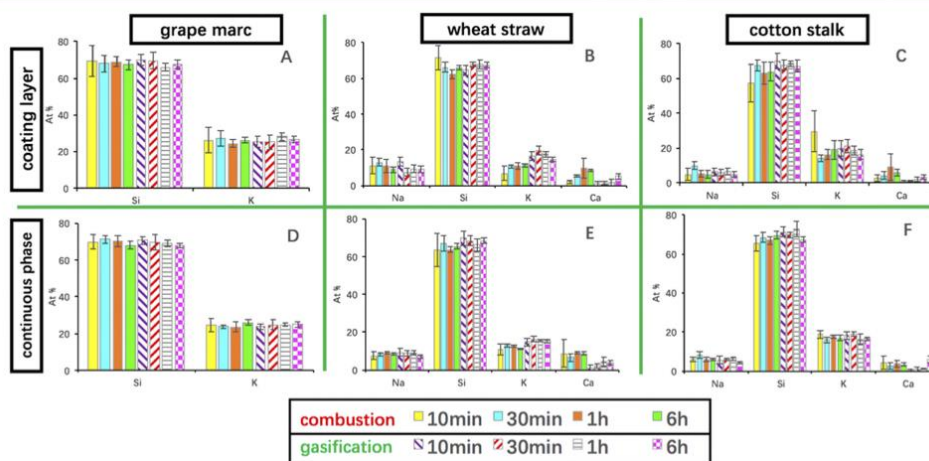 grape marc
wheat straw
cotton stalk
coating layer
continuous phase
A
At %
80
60
40
20
0
Si K
B
At%
80
60
40
20
0
Na Si K Ca
C
At %
80
60
40
20
0
Na Si K Ca
D
At %
80
60
40
20
0
Si K
E
At %
80
60
40
20
0
Na Si K Ca
F
At %
80
60
40
20
0
Na Si K Ca
combustion 10min 30min 1h 6h
gasification 10min 30min 1h 6h